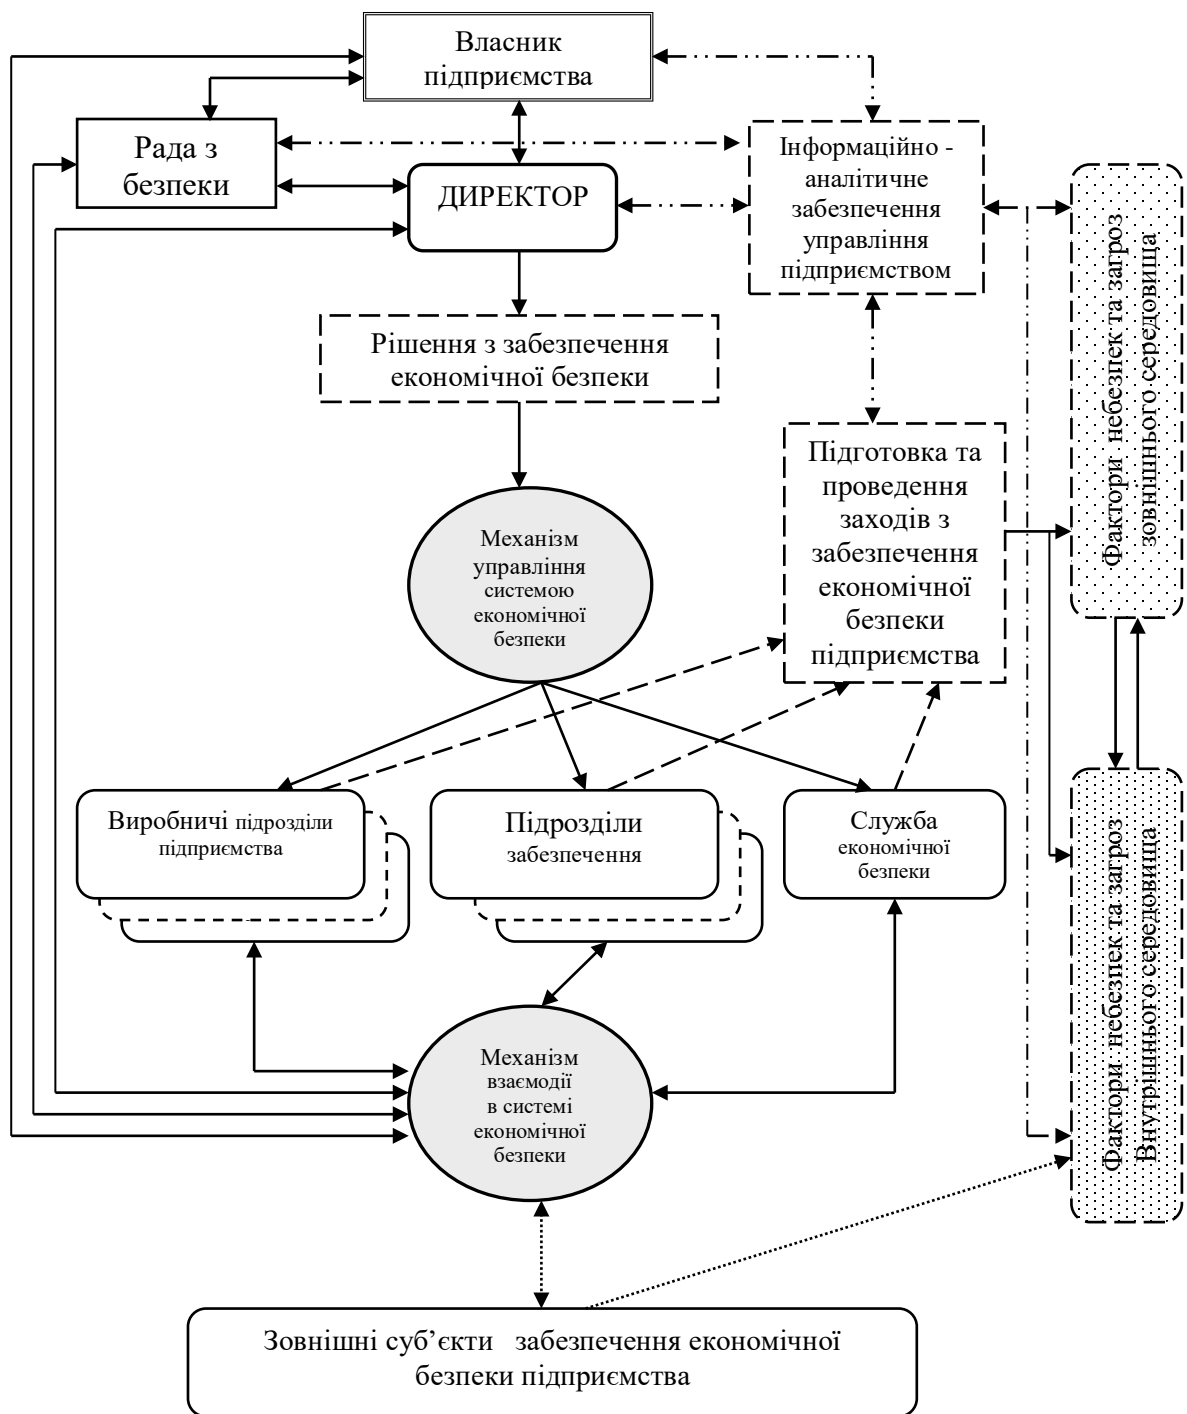 Власник
підприємства
Рада з
безпеки
ДИРЕКТОР
Інформаційно -
аналітичне
забезпечення
управління
підприємством
Рішення з забезпечення
економічної безпеки
Фактори небезпек та загроз
зовнішнього середовища
Підготовка та
проведення
заходів з
забезпечення
економічної
безпеки
підприємства
Механізм
управління
системою
економічної
безпеки
Виробничі підрозділи
підприємства
Підрозділи
забезпечення
Служба
економічної
безпеки
Фактори небезпек та загроз
Внутрішнього середовища
Механізм
взаємодії
в системі
економічної
безпеки
Зовнішні суб’єкти забезпечення економічної
безпеки підприємства